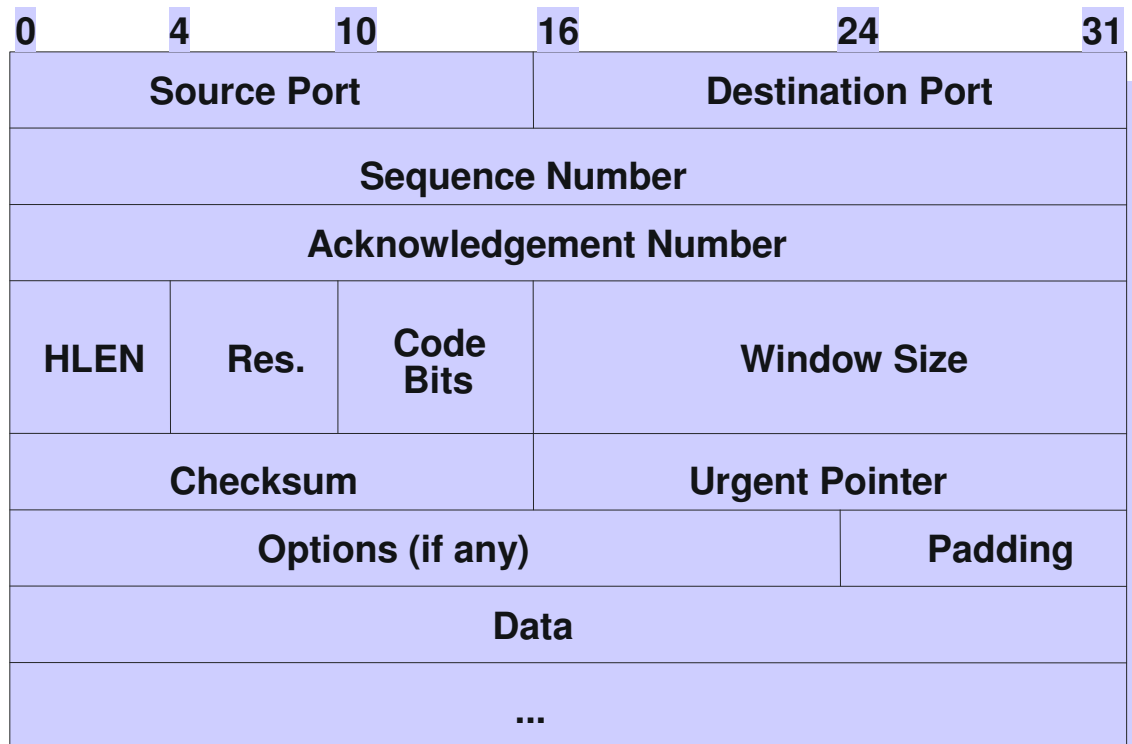 0 4 10 16 24 31
Source Port Destination Port
Sequence Number
Acknowledgement Number
HLEN Res. Code Bits Window Size
Checksum Urgent Pointer
Options (if any) Padding
Data
...